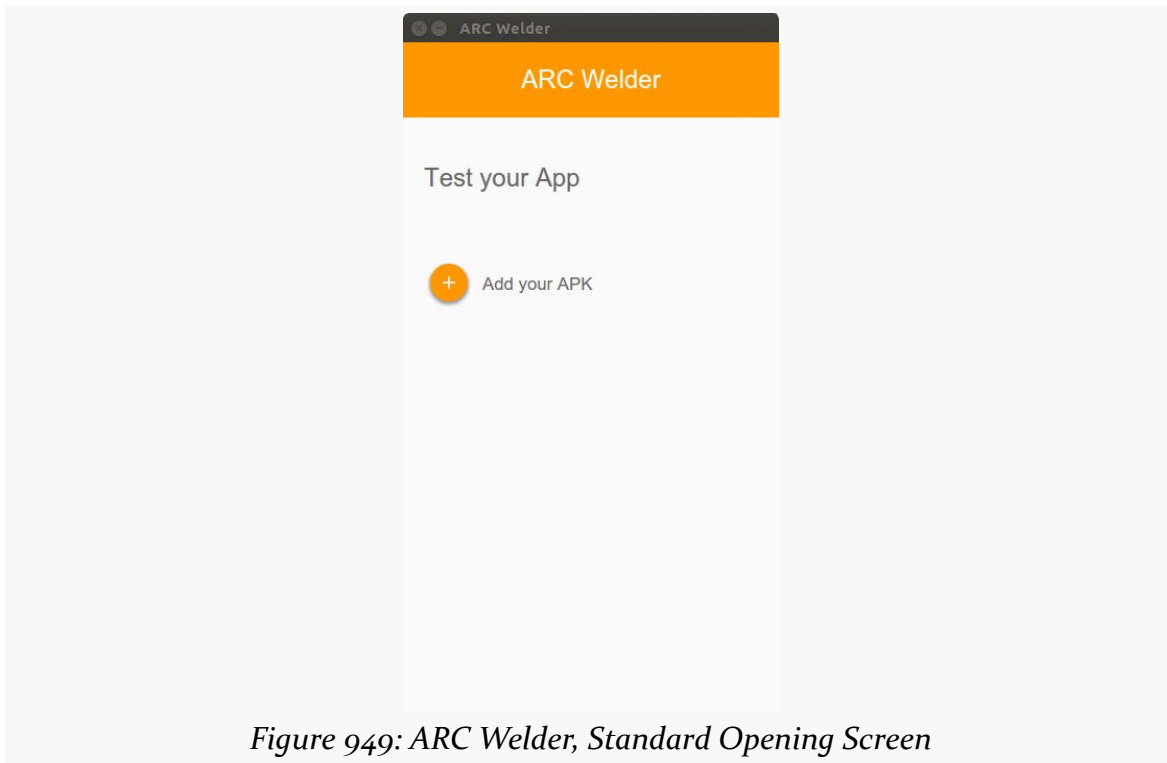 ARC Welder
ARC Welder
Test your App
+ Add your APK
Figure 949: ARC Welder, Standard Opening Screen